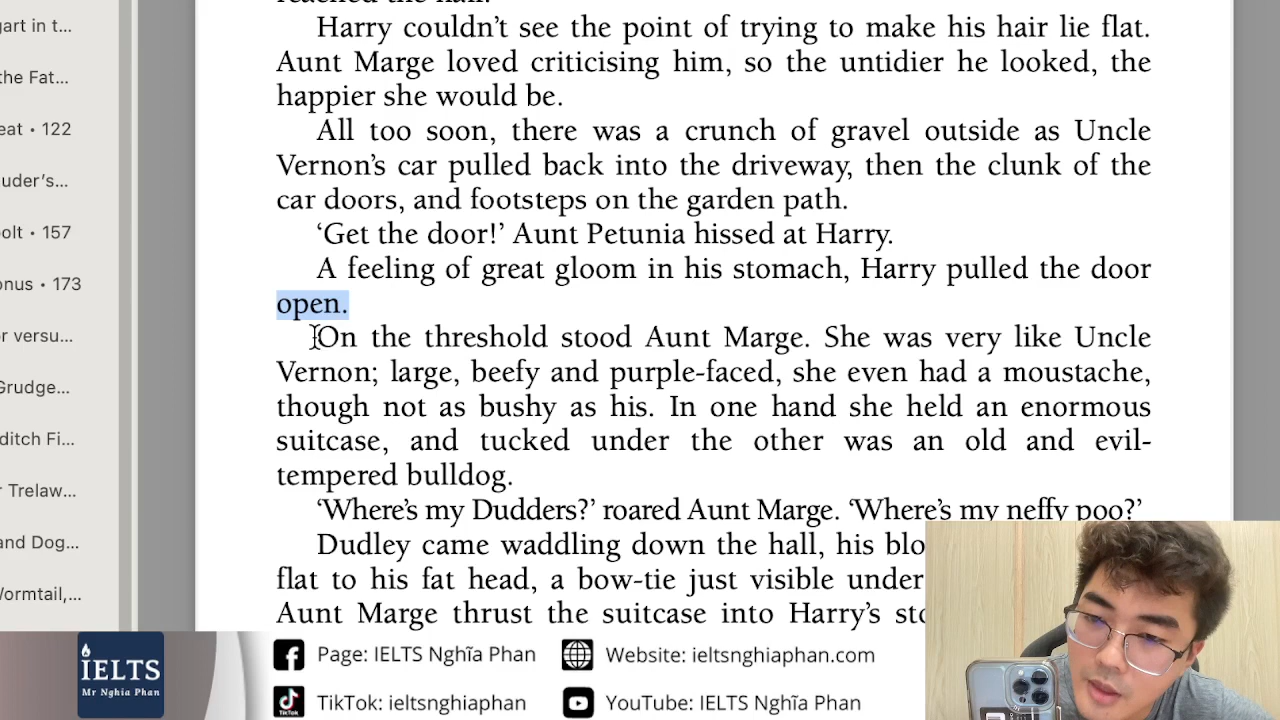 gart in t...
the Fat...
eat • 122
uder's...
olt • 157
onus • 173
r versu...
Grudge...
ditch Fi...
r Trelaw...
and Dog...
Wormtail,...
Harry couldn't see the point of trying to make his hair lie flat.
Aunt Marge loved criticising him, so the untidier he looked, the
happier she would be.
All too soon, there was a crunch of gravel outside as Uncle
Vernon's car pulled back into the driveway, then the clunk of the
car doors, and footsteps on the garden path.
'Get the door!' Aunt Petunia hissed at Harry.
A feeling of great gloom in his stomach, Harry pulled the door
open.
On the threshold stood Aunt Marge. She was very like Uncle
Vernon; large, beefy and purple-faced, she even had a moustache,
though not as bushy as his. In one hand she held an enormous
suitcase, and tucked under the other was an old and evil-
tempered bulldog.
'Where's my Dudders?' roared Aunt Marge. 'Where's my neffy poo?'
Dudley came waddling down the hall, his blo
flat to his fat head, a bow-tie just visible under
Aunt Marge thrust the suitcase into Harry's sto
IELTS
Mr Nghia Phan
Page: IELTS Nghĩa Phan
Website: ieltsnghiaphan.com
TikTok: ieltsnghiaphan
YouTube: IELTS Nghĩa Phan